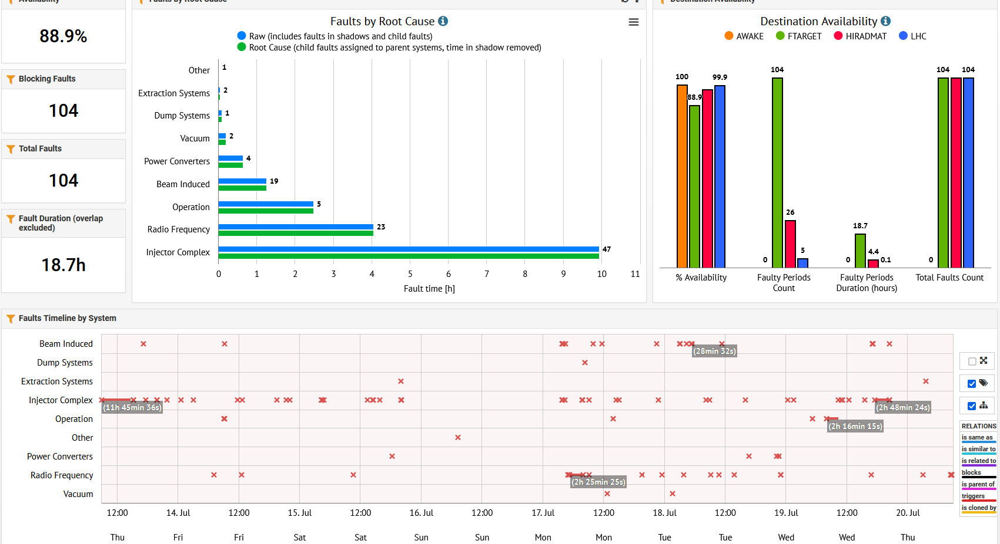 Availability
88.9%
Blocking Faults
104
Total Faults
104
Fault Duration (overlap
excluded)
18.7h
Faults by Root Cause
Faults by Root Cause
Raw (includes faults in shadows and child faults)
Root Cause (child faults assigned to parent systems, time in shadow removed)
Other 1
Extraction Systems 2
Dump Systems 1
Vacuum 2
Power Converters 4
Beam Induced 19
Operation 5
Radio Frequency 23
Injector Complex 47
0 1 2 3 4 5 6 7 8 9 10 11
Fault time [h]
Destination Availability
Destination Availability
AWAKE FTARGET HIRADMAT LHC
100 88.9 99.9
0 104 26 5
0 18.7 4.4 0.1
0 104 104
% Availability
Faulty Periods
Count
Faulty Periods
Duration (hours)
Total Faults Count
Faults Timeline by System
Beam Induced
(28min 32s)
Dump Systems
Extraction Systems
Injector Complex
(11h 45min 36s) (2h 48min 24s)
Operation
(2h 16min 15s)
Other
Power Converters
Radio Frequency
(2h 25min 25s)
Vacuum
12:00 14. Jul 12:00 15. Jul 12:00 16. Jul 12:00 17. Jul 12:00 18. Jul 12:00 19. Jul 12:00 20. Jul
Thu Fri Fri Sat Sat Sun Sun Mon Mon Tue Tue Wed Wed Thu
RELATIONS
is same as
is similar to
is related to
blocks
is parent of
triggers
is cloned by